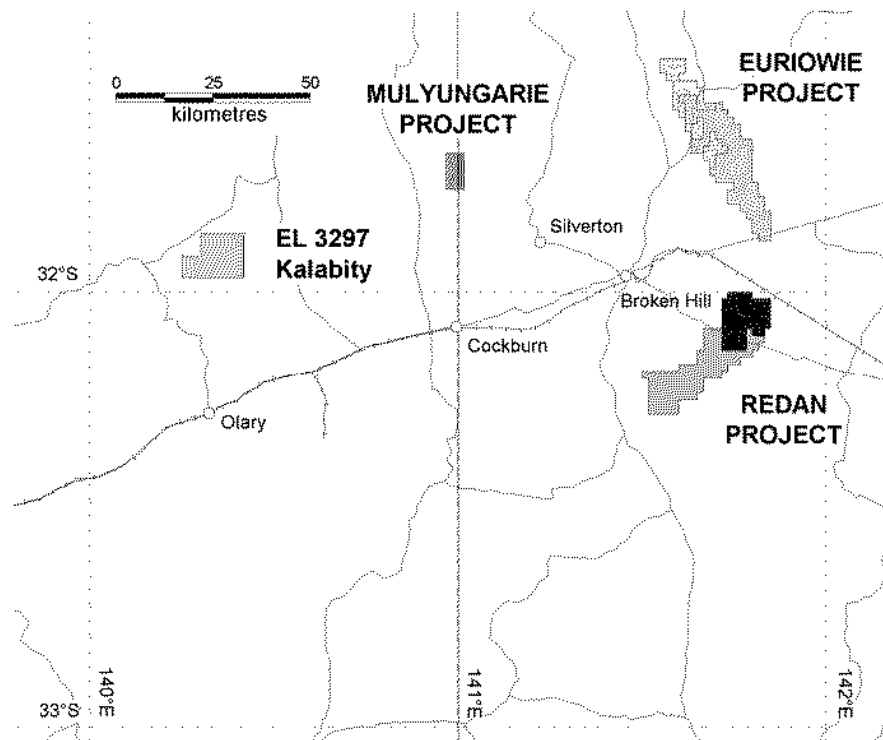 EURIOWIE
PROJECT
0 25 50
kilometres
MULYUNGARIE
PROJECT
Silverton
EL 3297
Kalabity
32°S
Broken Hill
Cockburn
Olary
REDAN
PROJECT
140°E
141°E
142°E
33°S